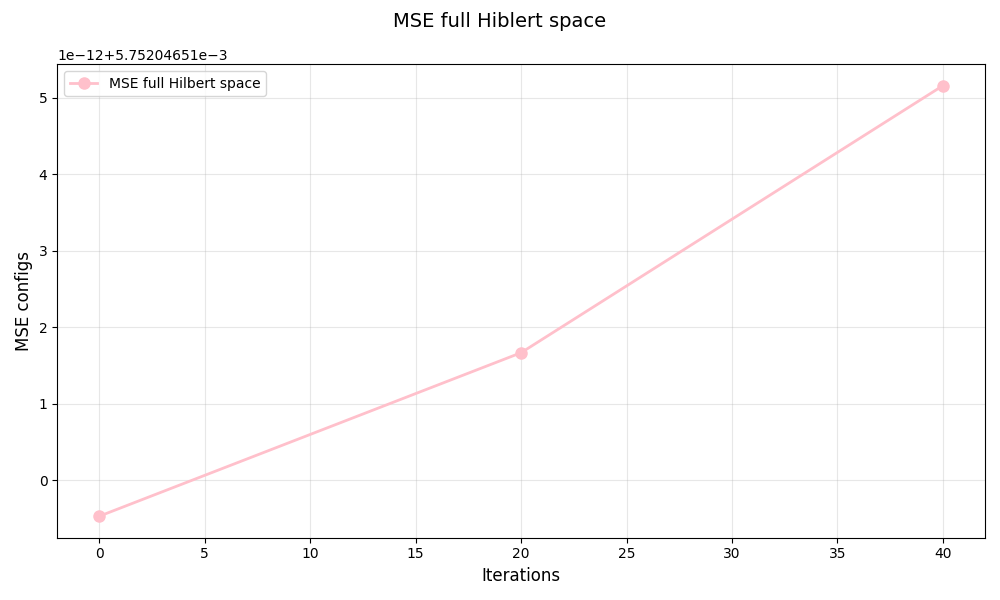 MSE full Hiblert space
1e−12+5.75204651e−3
MSE full Hilbert space
5
4
3
2
1
0
MSE configs
0 5 10 15 20 25 30 35 40
Iterations